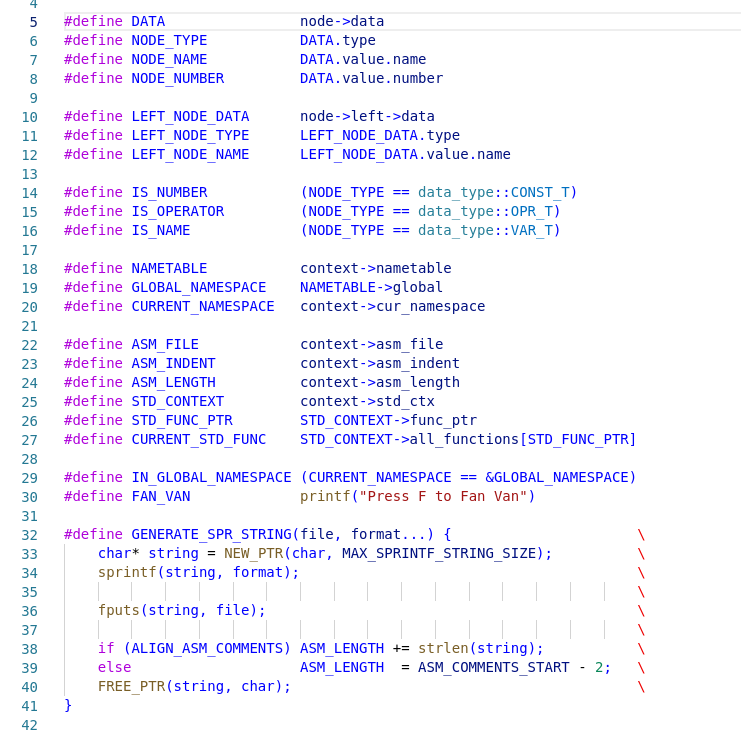 4
5 #define DATA                node->data
6 #define NODE_TYPE           DATA.type
7 #define NODE_NAME           DATA.value.name
8 #define NODE_NUMBER         DATA.value.number
9
10 #define LEFT_NODE_DATA      node->left->data
11 #define LEFT_NODE_TYPE      LEFT_NODE_DATA.type
12 #define LEFT_NODE_NAME      LEFT_NODE_DATA.value.name
13
14 #define IS_NUMBER           (NODE_TYPE == data_type::CONST_T)
15 #define IS_OPERATOR         (NODE_TYPE == data_type::OPR_T)
16 #define IS_NAME             (NODE_TYPE == data_type::VAR_T)
17
18 #define NAMETABLE           context->nametable
19 #define GLOBAL_NAMESPACE    NAMETABLE->global
20 #define CURRENT_NAMESPACE   context->cur_namespace
21
22 #define ASM_FILE            context->asm_file
23 #define ASM_INDENT          context->asm_indent
24 #define ASM_LENGTH          context->asm_length
25 #define STD_CONTEXT         context->std_ctx
26 #define STD_FUNC_PTR        STD_CONTEXT->func_ptr
27 #define CURRENT_STD_FUNC    STD_CONTEXT->all_functions[STD_FUNC_PTR]
28
29 #define IN_GLOBAL_NAMESPACE (CURRENT_NAMESPACE == &GLOBAL_NAMESPACE)
30 #define FAN_VAN             printf("Press F to Fan Van")
31
32 #define GENERATE_SPR_STRING(file, format...) {                      \
33     char* string = NEW_PTR(char, MAX_SPRINTF_STRING_SIZE);          \
34     sprintf(string, format);                                        \
35                                                                     \
36     fputs(string, file);                                            \
37                                                                     \
38     if (ALIGN_ASM_COMMENTS) ASM_LENGTH += strlen(string);           \
39     else                    ASM_LENGTH  = ASM_COMMENTS_START - 2;   \
40     FREE_PTR(string, char);                                         \
41 }
42